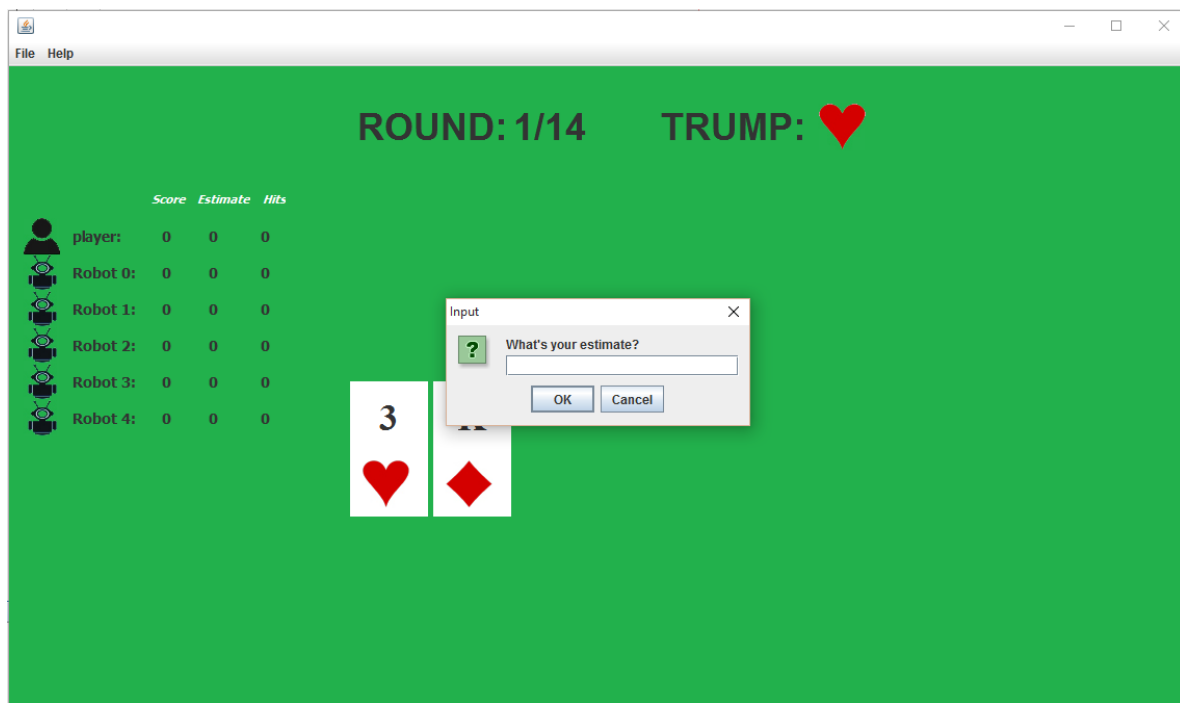 File Help
ROUND: 1/14 TRUMP:
Score Estimate Hits
player: 0 0 0
Robot 0: 0 0 0
Robot 1: 0 0 0
Robot 2: 0 0 0
Robot 3: 0 0 0
Robot 4: 0 0 0
Input
? What's your estimate?
OK Cancel
3